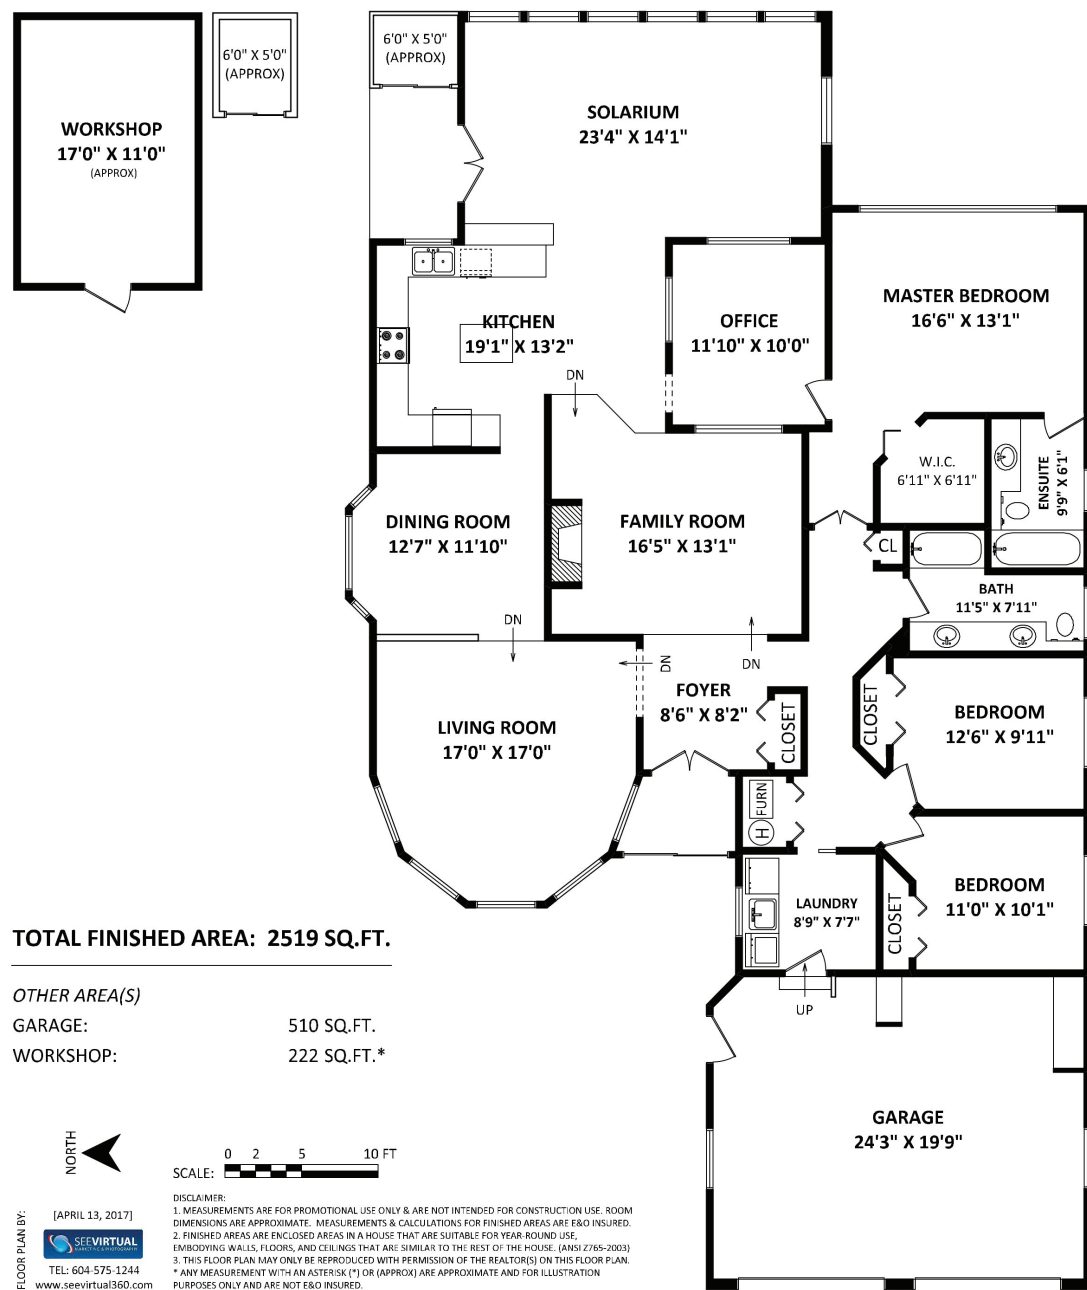 WORKSHOP
17'0" X 11'0"
(APPROX)
6'0" X 5'0"
(APPROX)
6'0" X 5'0"
(APPROX)
SOLARIUM
23'4" X 14'1"
KITCHEN
19'1" X 13'2"
DN
OFFICE
11'10" X 10'0"
MASTER BEDROOM
16'6" X 13'1"
W.I.C.
6'11" X 6'11"
ENSUITE
9'9" X 6'1"
DINING ROOM
12'7" X 11'10"
FAMILY ROOM
16'5" X 13'1"
CL
BATH
11'5" X 7'11"
DN
DN
DN
FOYER
8'6" X 8'2"
CLOSET
LIVING ROOM
17'0" X 17'0"
CLOSET
BEDROOM
12'6" X 9'11"
FURN
H
LAUNDRY
8'9" X 7'7"
CLOSET
BEDROOM
11'0" X 10'1"
UP
GARAGE
24'3" X 19'9"
TOTAL FINISHED AREA: 2519 SQ.FT.
OTHER AREA(S)
GARAGE: 510 SQ.FT.
WORKSHOP: 222 SQ.FT.*
NORTH
SCALE:
0 2 5 10 FT
FLOOR PLAN BY:
[APRIL 13, 2017]
SEEVIRTUAL
MARKETING & PHOTOGRAPHY
TEL: 604-575-1244
www.seevirtual360.com
DISCLAIMER:
1. MEASUREMENTS ARE FOR PROMOTIONAL USE ONLY & ARE NOT INTENDED FOR CONSTRUCTION USE. ROOM
DIMENSIONS ARE APPROXIMATE. MEASUREMENTS & CALCULATIONS FOR FINISHED AREAS ARE E&O INSURED.
2. FINISHED AREAS ARE ENCLOSED AREAS IN A HOUSE THAT ARE SUITABLE FOR YEAR-ROUND USE,
EMBODYING WALLS, FLOORS, AND CEILINGS THAT ARE SIMILAR TO THE REST OF THE HOUSE. (ANSI Z765-2003)
3. THIS FLOOR PLAN MAY ONLY BE REPRODUCED WITH PERMISSION OF THE REALTOR(S) ON THIS FLOOR PLAN.
* ANY MEASUREMENT WITH AN ASTERISK (*) OR (APPROX) ARE APPROXIMATE AND FOR ILLUSTRATION
PURPOSES ONLY AND ARE NOT E&O INSURED.